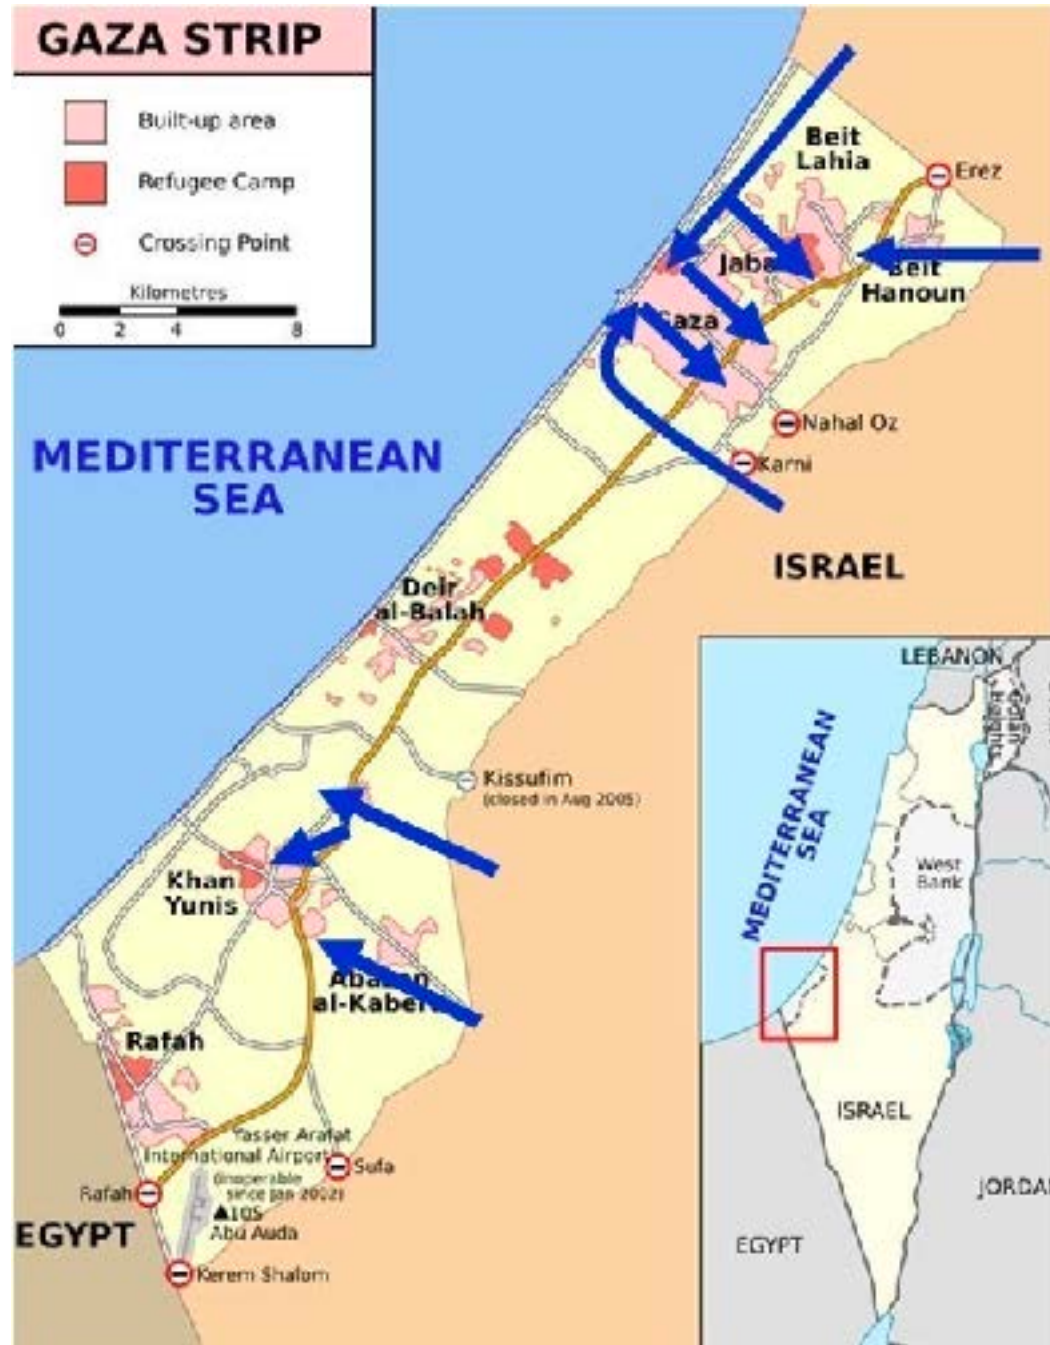 GAZA STRIP
Built-up area
Refugee Camp
Crossing Point
Kilometres
0 2 4 8
Beit
Lahia
Erez
Beit
Hanoun
Nahal Oz
Karni
MEDITERRANEAN
SEA
ISRAEL
Deir
al-Balah
Kissufim
(closed in Aug 2005)
Khan
Yunis
Rafah
Yasser Arafat
International Airport
(inoperable
since Jan 2002)
Sufa
Rafah
▲105
Abu Auda
EGYPT
Kerem Shalom
LEBANON
Golan
Heights
MEDITERRANEAN
SEA
West
Bank
ISRAEL
JORDA
EGYPT